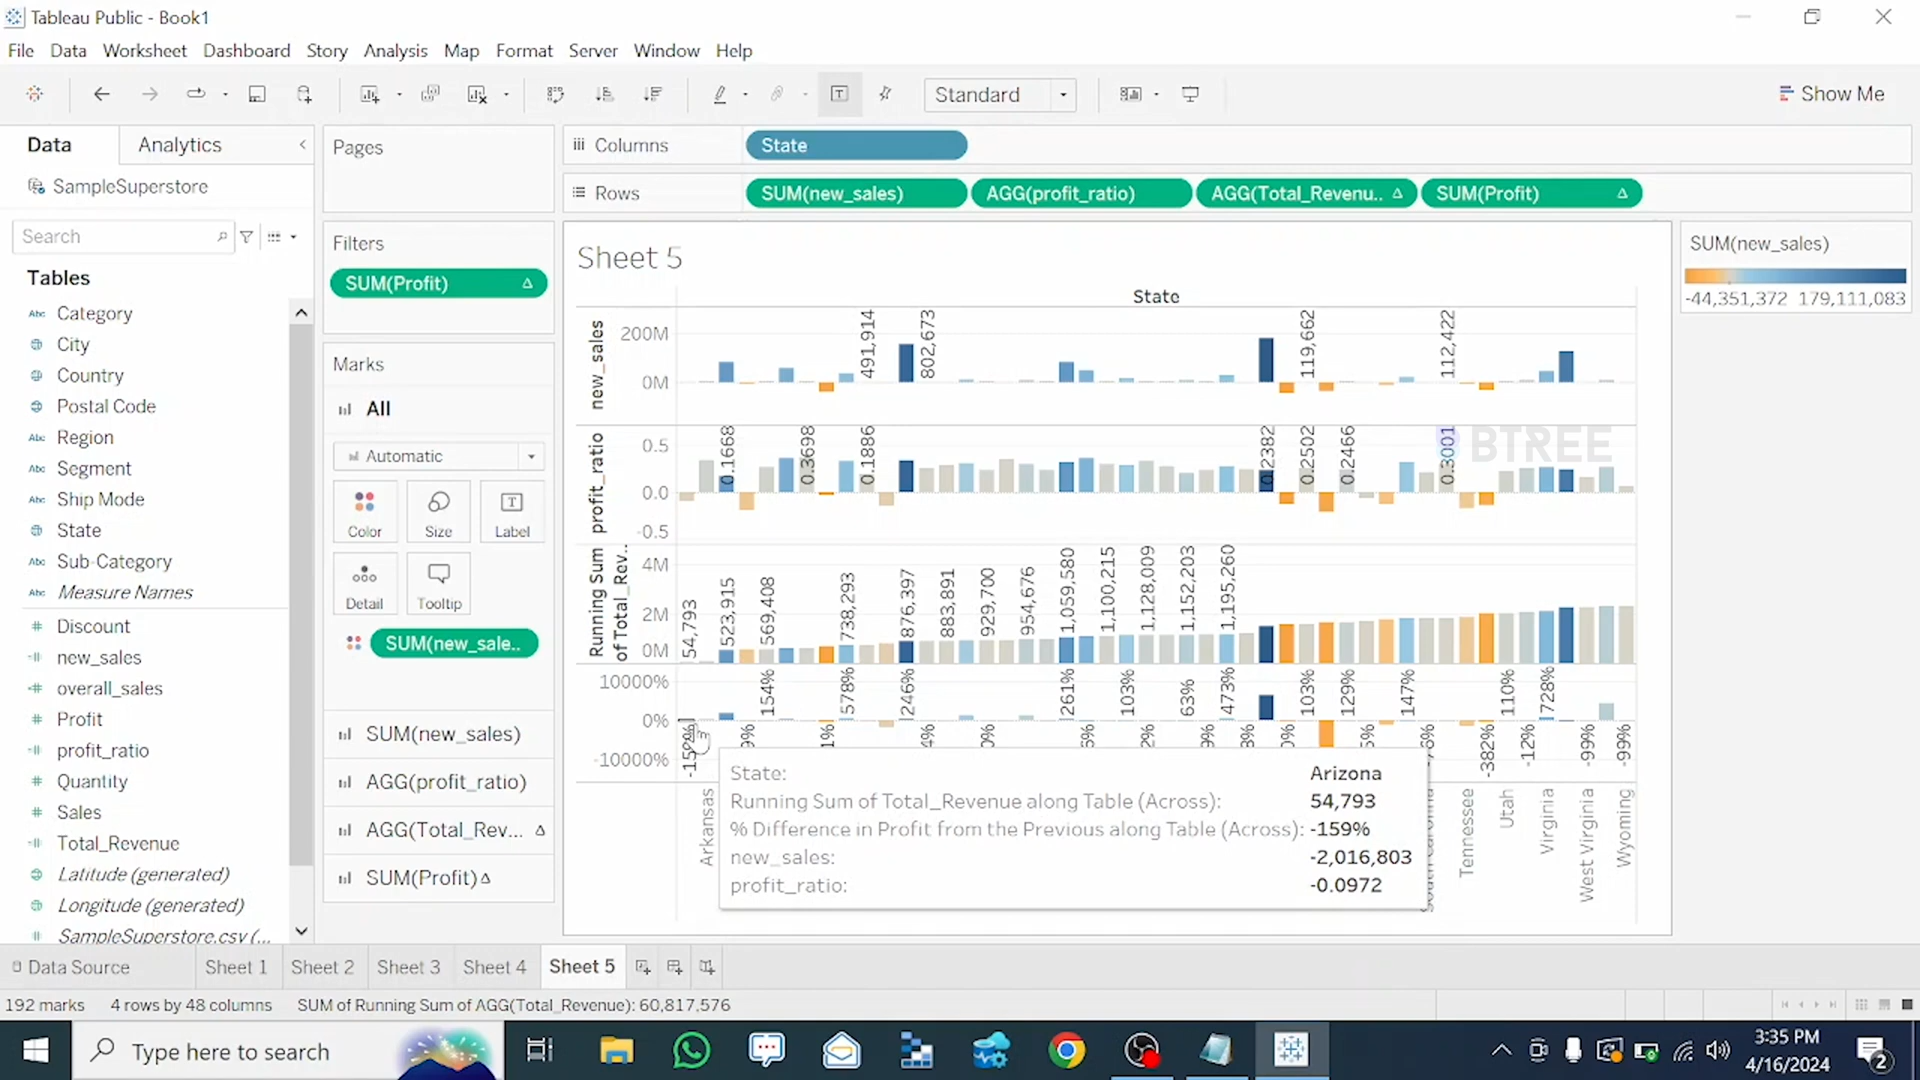 Tableau Public - Book1
File Data Worksheet Dashboard Story Analysis Map Format Server Window Help
Standard
Show Me
Data
Analytics
SampleSuperstore
Search
Tables
Abc Category
City
Country
Postal Code
Abc Region
Abc Segment
Abc Ship Mode
State
Abc Sub-Category
Abc Measure Names
# Discount
new_sales
overall_sales
# Profit
profit_ratio
# Quantity
# Sales
Total_Revenue
Latitude (generated)
Longitude (generated)
SampleSuperstore.csv (...
Pages
Filters
SUM(Profit)
Marks
All
Automatic
Color
Size
Label
Detail
Tooltip
SUM(new_sale..
SUM(new_sales)
AGG(profit_ratio)
AGG(Total_Rev...
SUM(Profit)
Columns
State
Rows
SUM(new_sales)
AGG(profit_ratio)
AGG(Total_Revenu..
SUM(Profit)
Sheet 5
State
new_sales
200M
0M
491,914
802,673
119,662
112,422
profit_ratio
0.5
0.0
-0.5
0.1668
0.3698
0.1886
0.2382
0.2502
0.2466
0.3001
BTREE
Running Sum
of Total_Rev..
4M
2M
0M
54,793
523,915
569,408
738,293
876,397
883,891
929,700
954,676
1,059,580
1,100,215
1,128,009
1,152,203
1,195,260
10000%
0%
-10000%
154%
578%
246%
261%
103%
63%
473%
103%
129%
147%
110%
728%
-382%
-12%
-99%
-99%
State: Arizona
Running Sum of Total_Revenue along Table (Across): 54,793
% Difference in Profit from the Previous along Table (Across): -159%
new_sales: -2,016,803
profit_ratio: -0.0972
Arkansas
Tennessee
Utah
Virginia
West Virginia
Wyoming
SUM(new_sales)
-44,351,372 179,111,083
Data Source
Sheet 1
Sheet 2
Sheet 3
Sheet 4
Sheet 5
192 marks 4 rows by 48 columns SUM of Running Sum of AGG(Total_Revenue): 60,817,576
Type here to search
3:35 PM
4/16/2024
2